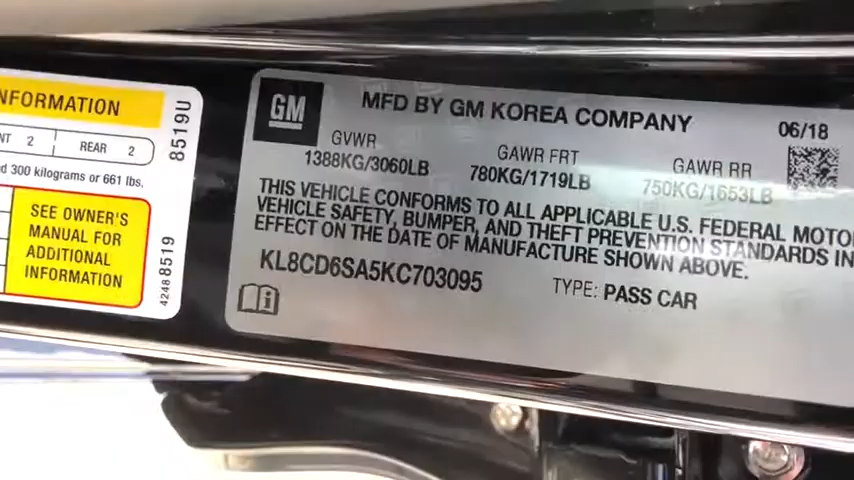 NFORMATION
NT 2 REAR 2
d 300 kilograms or 661 lbs.
SEE OWNER'S
MANUAL FOR
ADDITIONAL
INFORMATION
8519U
42488519
GM
MFD BY GM KOREA COMPANY
06/18
GVWR GAWR FRT GAWR RR
1388KG/3060LB 780KG/1719LB 750KG/1653LB
THIS VEHICLE CONFORMS TO ALL APPLICABLE U.S. FEDERAL MOTO
VEHICLE SAFETY, BUMPER, AND THEFT PREVENTION STANDARDS IN
EFFECT ON THE DATE OF MANUFACTURE SHOWN ABOVE.
KL8CD6SA5KC703095 TYPE: PASS CAR